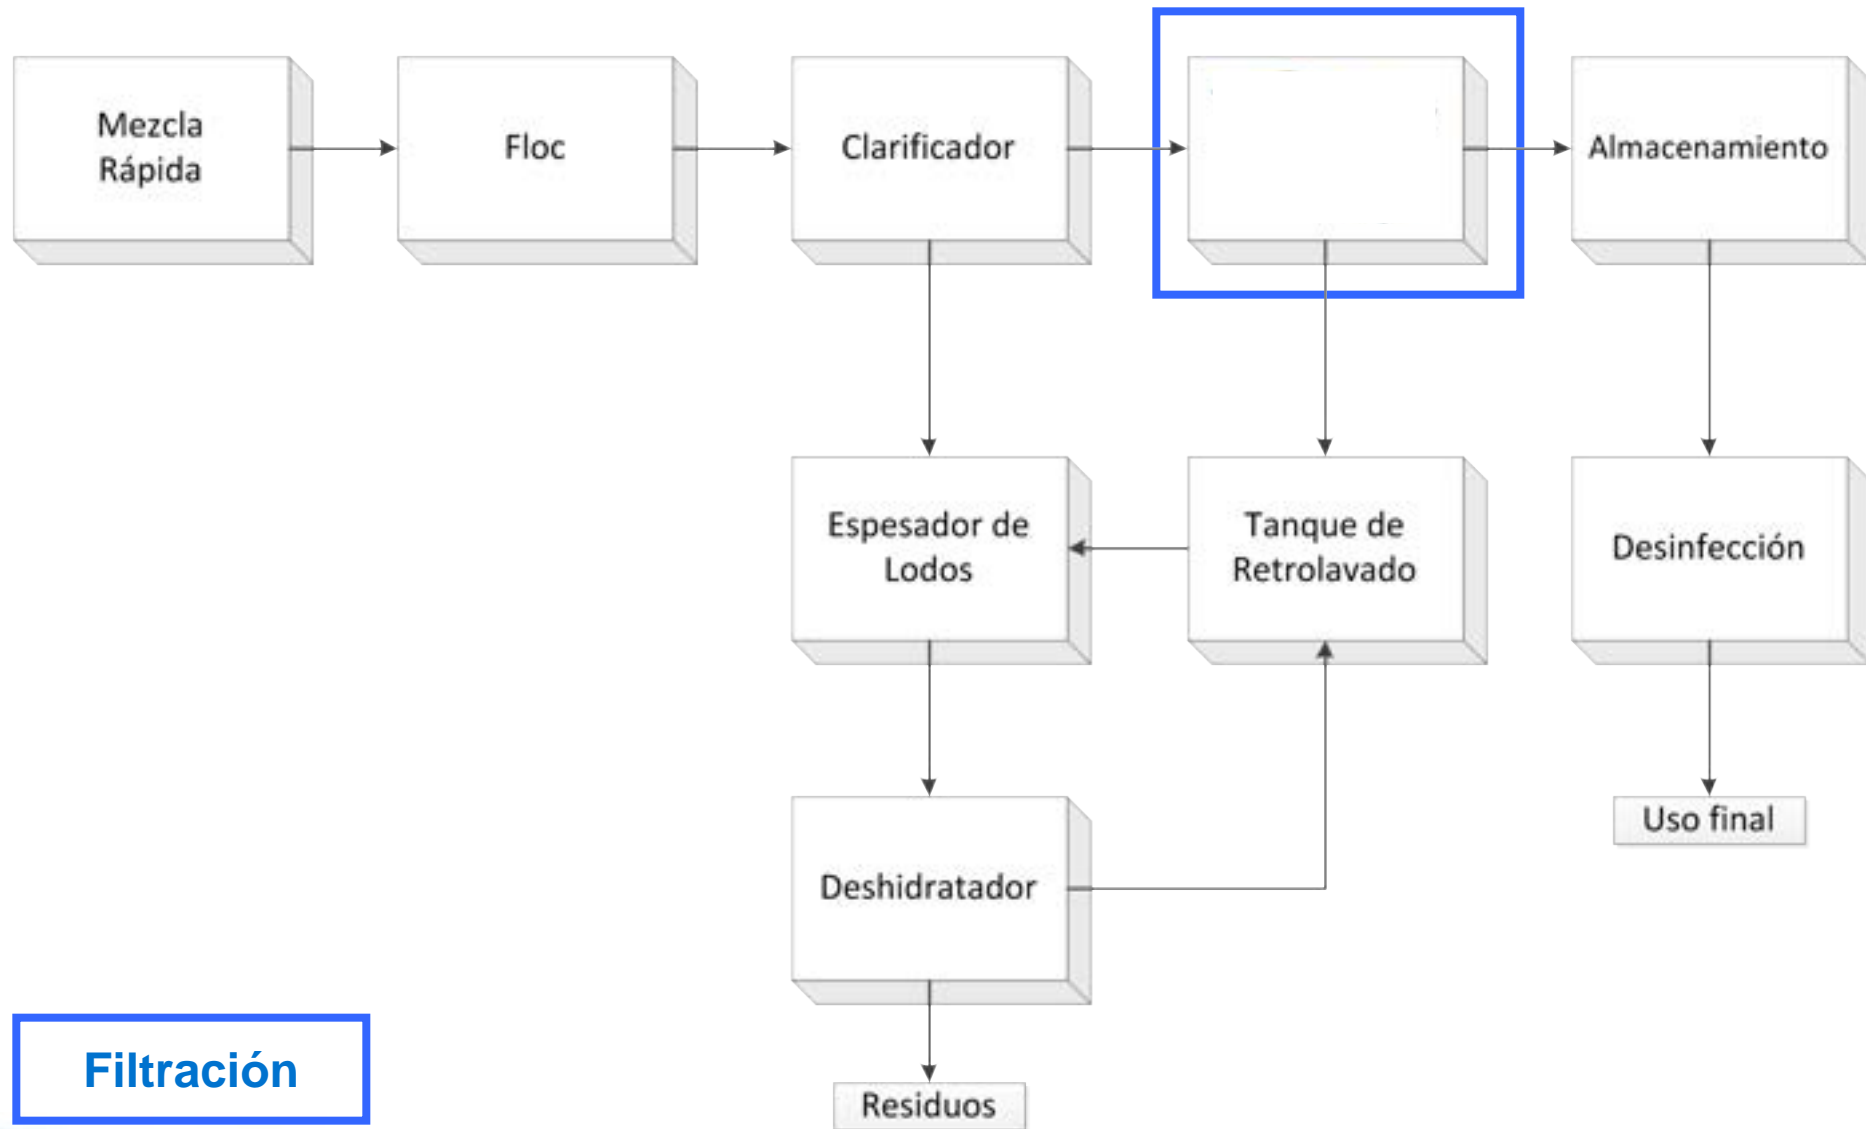 Mezcla
Rápida
Floc
Clarificador
Almacenamiento
Espesador de
Lodos
Tanque de
Retrolavado
Desinfección
Deshidratador
Uso final
Filtración
Residuos